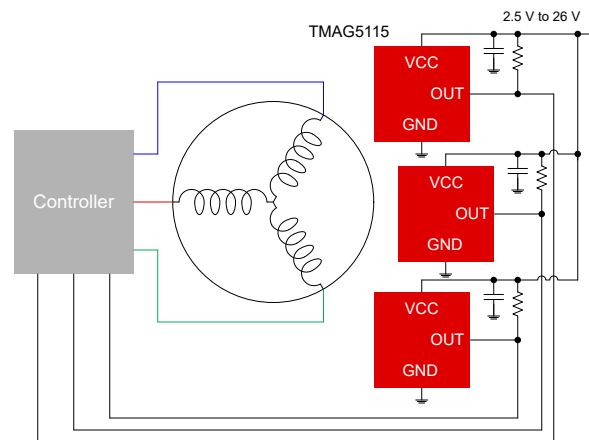 2.5 V to 26 V
TMAG5115
VCC
OUT
GND
VCC
OUT
GND
Controller
VCC
OUT
GND